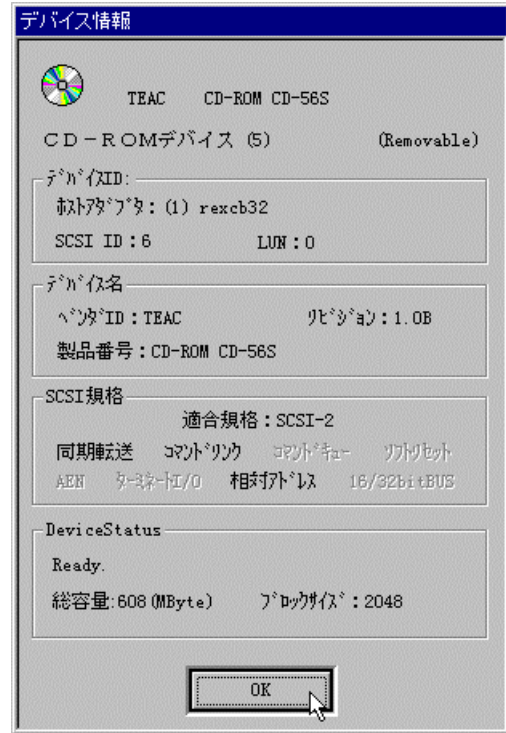 デバイス情報
TEAC CD-ROM CD-56S
CD－ROMデバイス (5) (Removable)
ﾃﾞﾊﾞｲｽID:
ﾎｽﾄｱﾀﾞﾌﾟﾀ：(1) rexcb32
SCSI ID：6 LUN：0
ﾃﾞﾊﾞｲｽ名
ﾍﾞﾝﾀﾞID：TEAC ﾘﾋﾞｼﾞｮﾝ：1.0B
製品番号：CD-ROM CD-56S
SCSI規格
適合規格：SCSI-2
同期転送 ｺﾏﾝﾄﾞﾘﾝｸ ｺﾏﾝﾄﾞｷｭｰ ｿﾌﾄﾘｾｯﾄ
AEN ﾀｰﾐﾈｰﾄI/O 相対ｱﾄﾞﾚｽ 16/32bitBUS
DeviceStatus
Ready.
総容量:608(MByte) ﾌﾞﾛｯｸｻｲｽﾞ：2048
OK